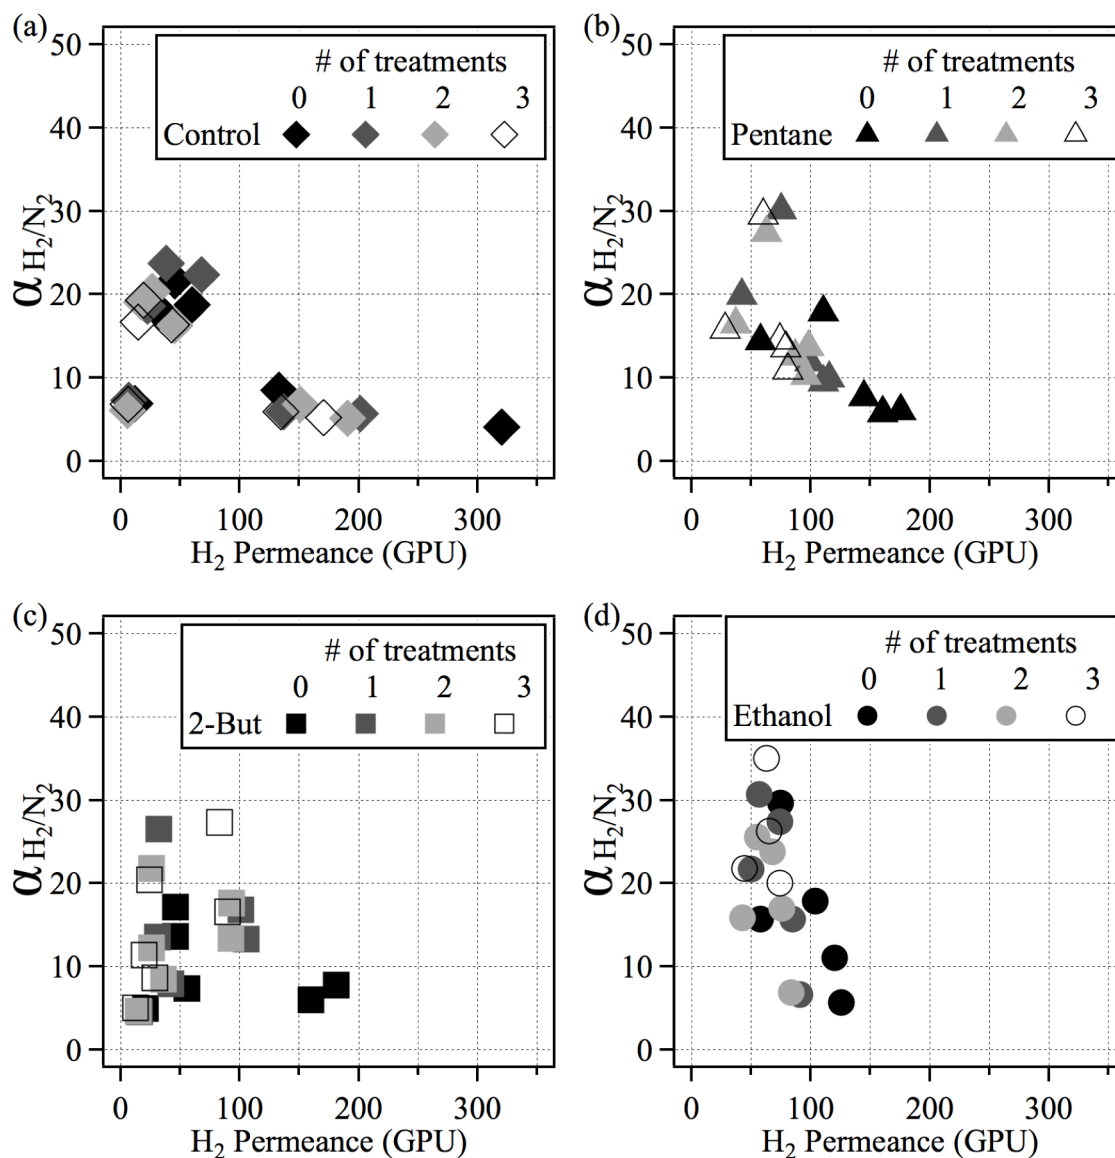 (a)
50
40
30
20
10
0
α H₂/N₂
# of treatments
0 1 2 3
Control
0 100 200 300
H₂ Permeance (GPU)
(b)
50
40
30
20
10
0
α H₂/N₂
# of treatments
0 1 2 3
Pentane
0 100 200 300
H₂ Permeance (GPU)
(c)
50
40
30
20
10
0
α H₂/N₂
# of treatments
0 1 2 3
2-But
0 100 200 300
H₂ Permeance (GPU)
(d)
50
40
30
20
10
0
α H₂/N₂
# of treatments
0 1 2 3
Ethanol
0 100 200 300
H₂ Permeance (GPU)